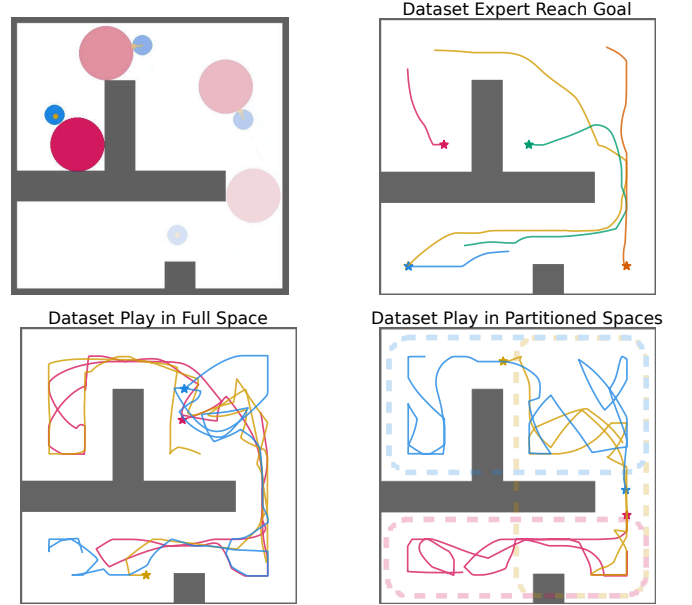 Dataset Expert Reach Goal
Dataset Play in Full Space
Dataset Play in Partitioned Spaces